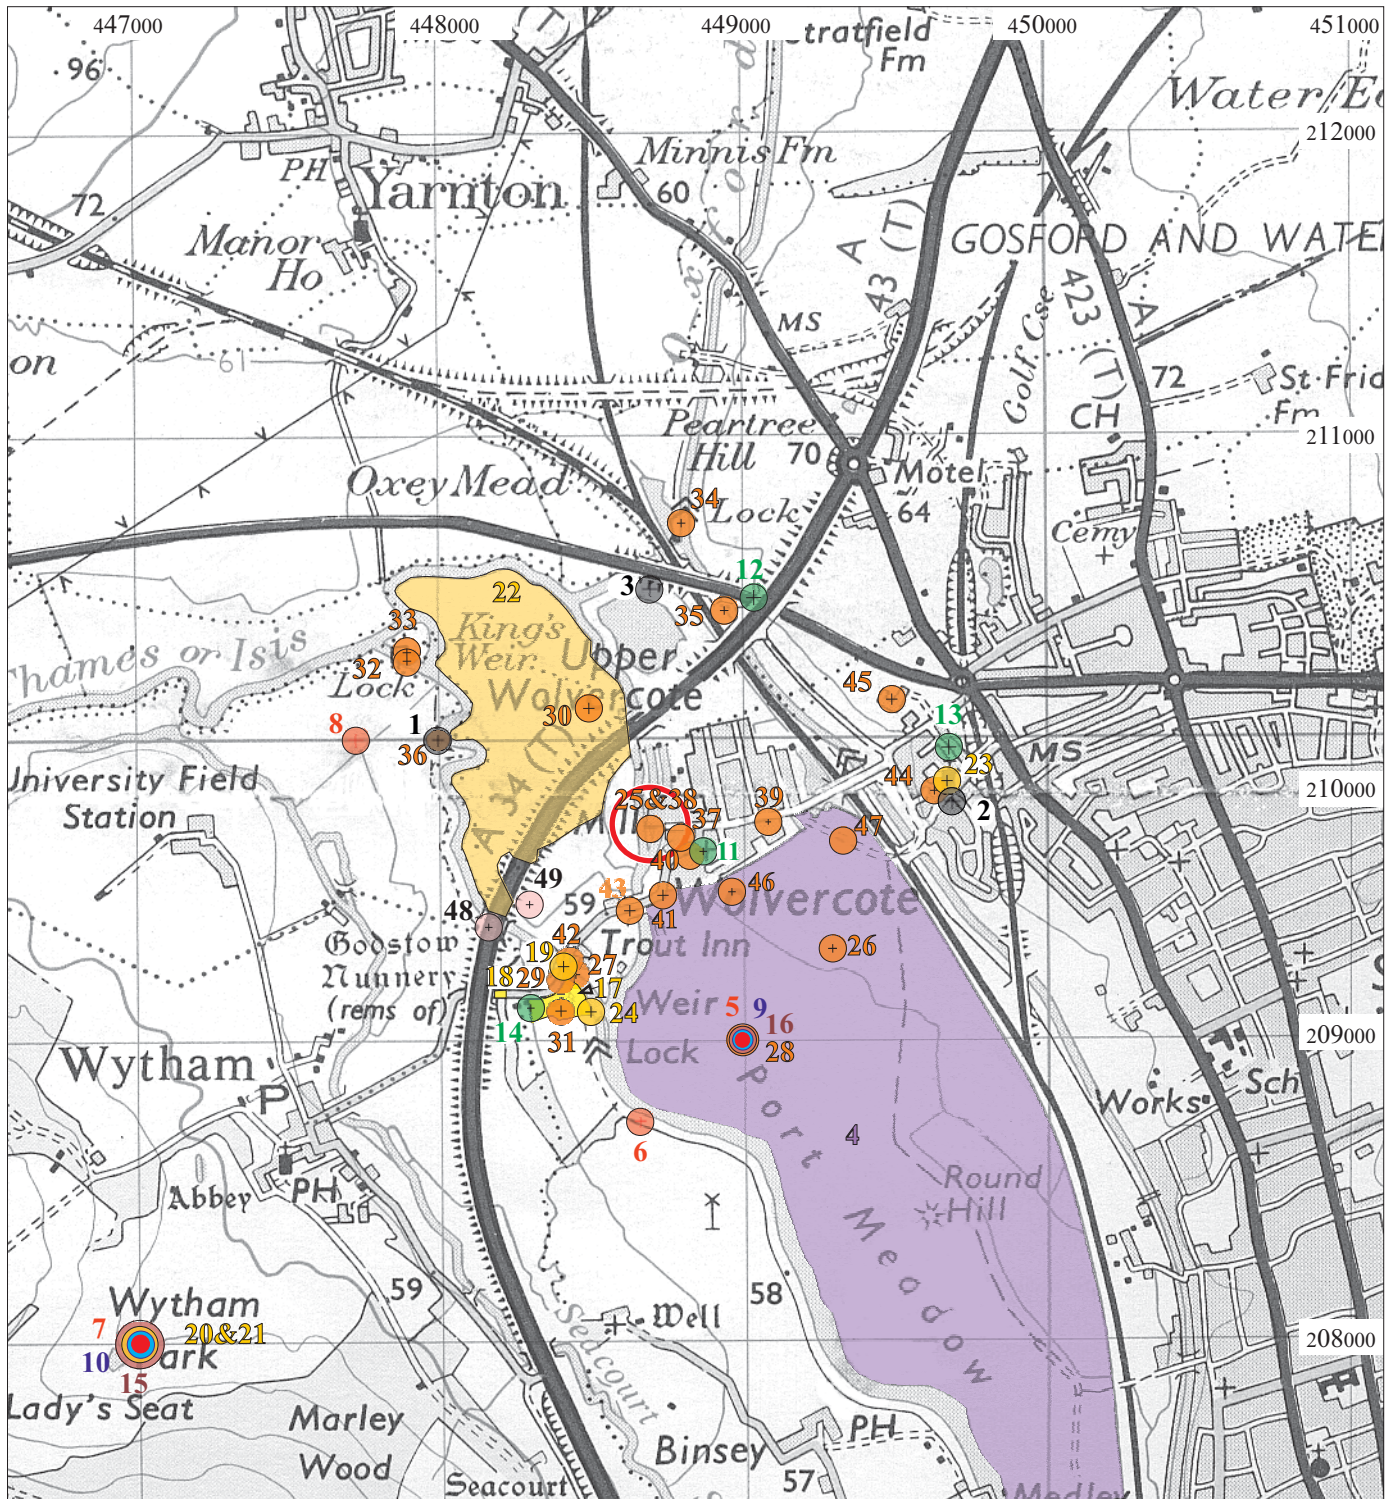 447000 448000 449000 450000 451000
Stratfield
Fm
96
Water
212000
Minnis Fm
PH
Yarnton
60
72
Manor
Ho
Oxford
A
43 (T)
GOSFORD AND WATE
423 (T)
A
MS
Golf Cse
on
61
72
St·Frid
Fm
CH
Peartree
Hill
70
211000
Motel
Oxey Mead
34
Lock
64
Cemy
12
3
22
35
33
King's
Weir
Upper
Wolvercote
Thames or Isis
32
Lock
45
30
13
8
1
36
A 34 (T)
MS
23
University Field
Station
44
210000
2
25&38
39
Mill
37
47
40
11
49
43
59
46
41
Wolvercote
48
Godstow
Nunnery
(rems of)
42
Trout Inn
26
19
27
18
29
17
Weir
24
5
9
14
16
31
Lock
28
209000
Wytham
P
Sch
Works
Port Meadow
4
6
Abbey
PH
Round
Hill
59
58
Wytham
Park
7
20&21
10
15
Well
208000
Seacourt
Lady's Seat
Marley
Wood
Binsey
PH
57
Seacourt
Medley